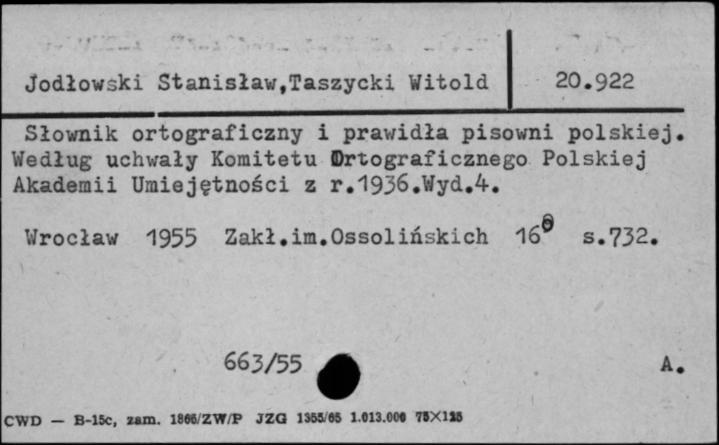 Jodłowski Stanisław,Taszycki Witold 20.922
Słownik ortograficzny i prawidła pisowni polskiej.
Według uchwały Komitetu Ortograficznego Polskiej
Akademii Umiejętności z r.1936.Wyd.4.
Wrocław 1955 Zakł.im.Ossolińskich 16⁰ s.732.
663/55 A.
CWD — B-15c, zam. 1866/ZW/P JZG 1355/65 1.013.000 75X125